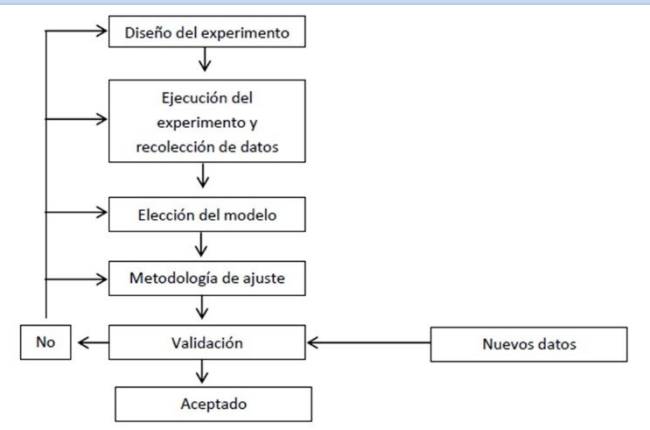 Diseño del experimento
Ejecución del
experimento y
recolección de datos
Elección del modelo
Metodología de ajuste
No
Validación
Nuevos datos
Aceptado